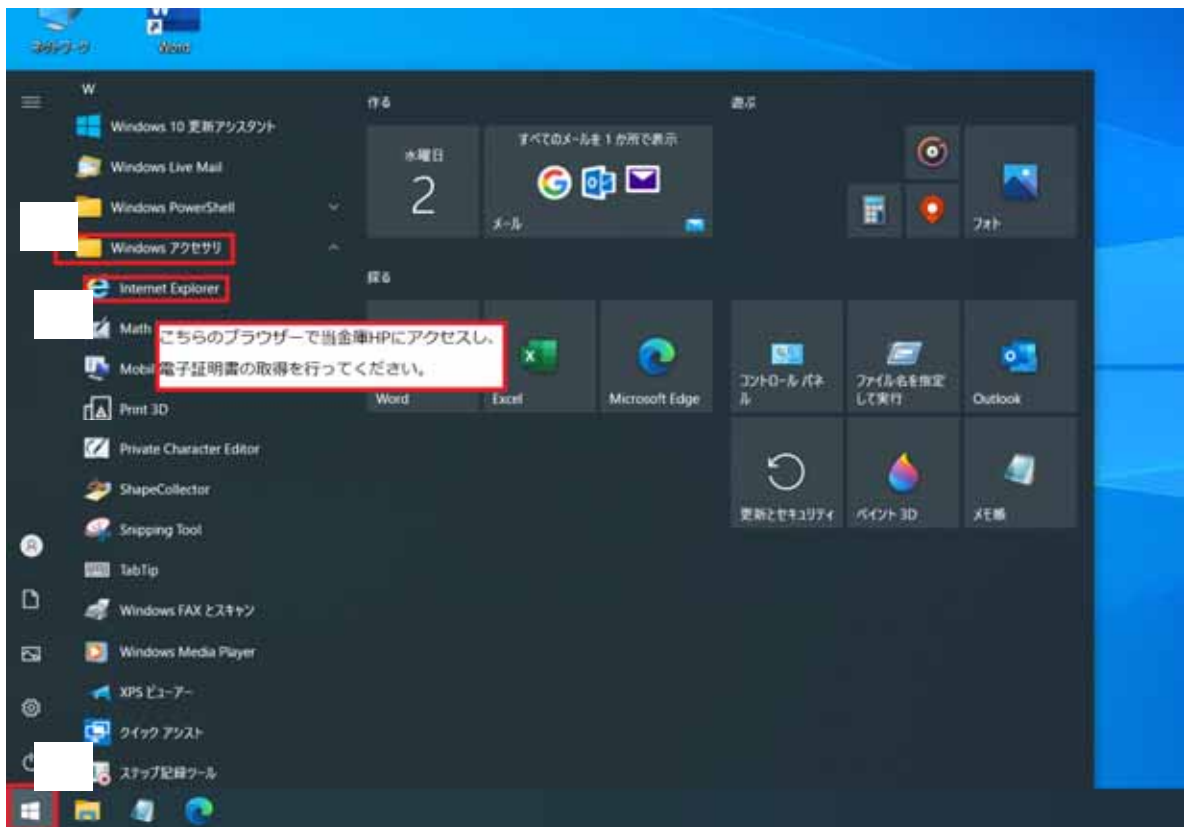 ネットワーク
Word
W
Windows 10 更新アシスタント
Windows Live Mail
Windows PowerShell
Windows アクセサリ
Internet Explorer
Math
こちらのブラウザーで当金庫HPにアクセスし、
電子証明書の取得を行ってください。
Mobil
Print 3D
Private Character Editor
ShapeCollector
Snipping Tool
TabTip
Windows FAX とスキャン
Windows Media Player
XPS ビューアー
クイック アシスト
ステップ記録ツール
作る
水曜日
2
すべてのメールを 1 か所で表示
メール
探る
Word
Excel
Microsoft Edge
遊ぶ
フォト
コントロール パネ
ル
ファイル名を指定
して実行
Outlook
更新とセキュリティ
ペイント 3D
メモ帳